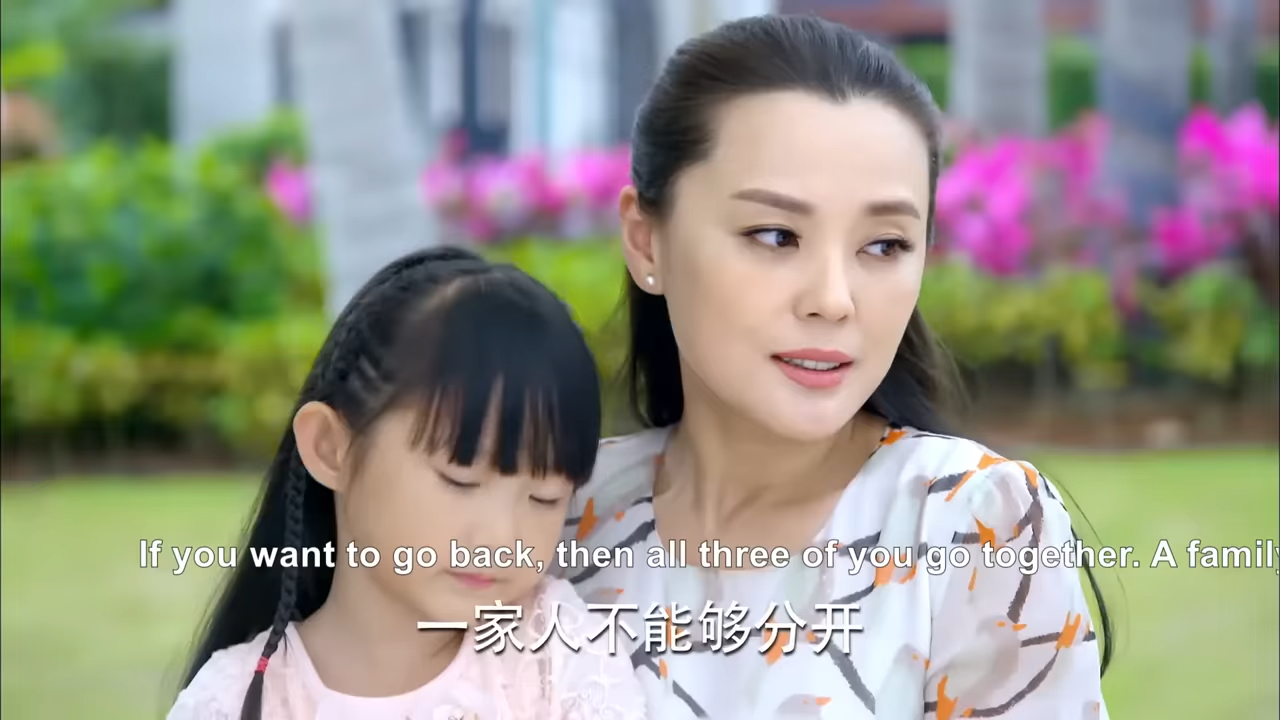 If you want to go back, then all three of you go together. A family
一家人不能够分开